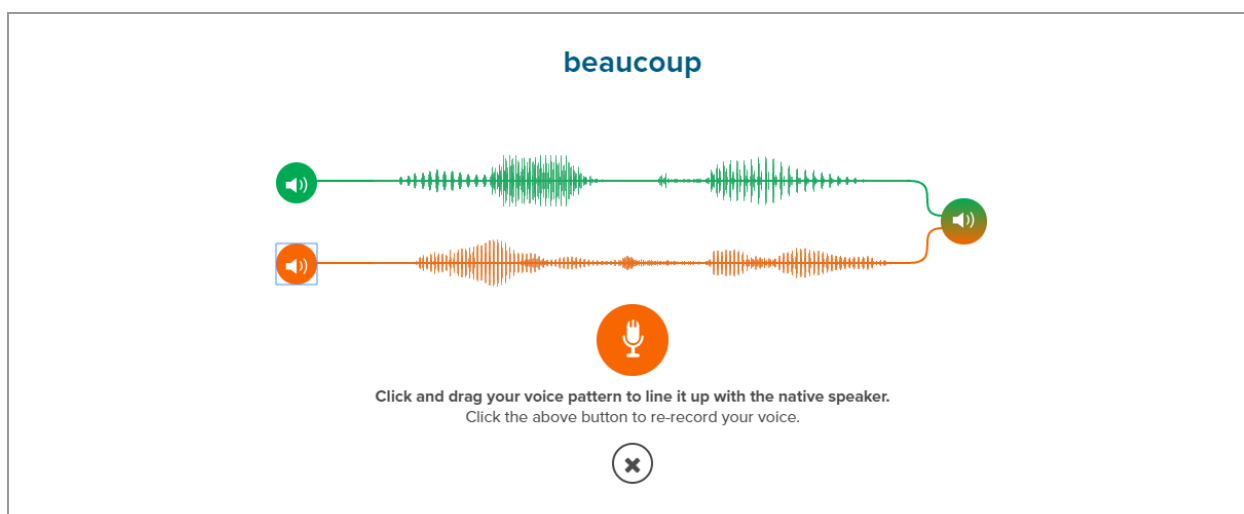 beaucoup
Click and drag your voice pattern to line it up with the native speaker.
Click the above button to re-record your voice.